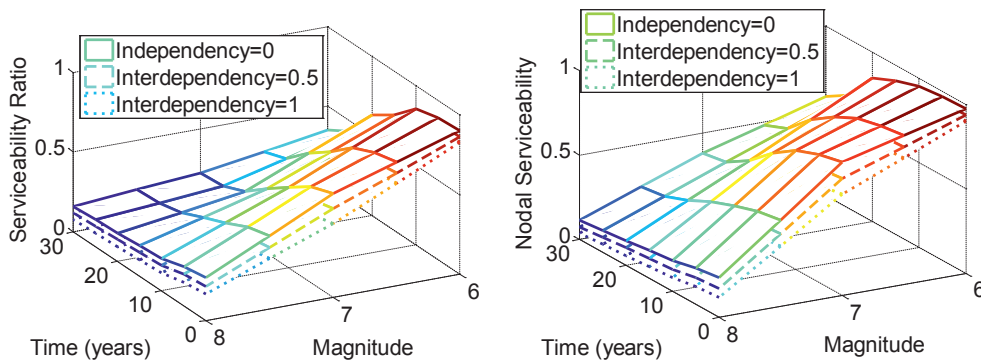 Independency=0
Interdependency=0.5
Interdependency=1
Serviceability Ratio
1
0.5
0
30
20
10
0
8
7
6
Time (years)
Magnitude
Independency=0
Interdependency=0.5
Interdependency=1
Nodal Serviceability
1
0.5
0
30
20
10
0
8
7
6
Time (years)
Magnitude